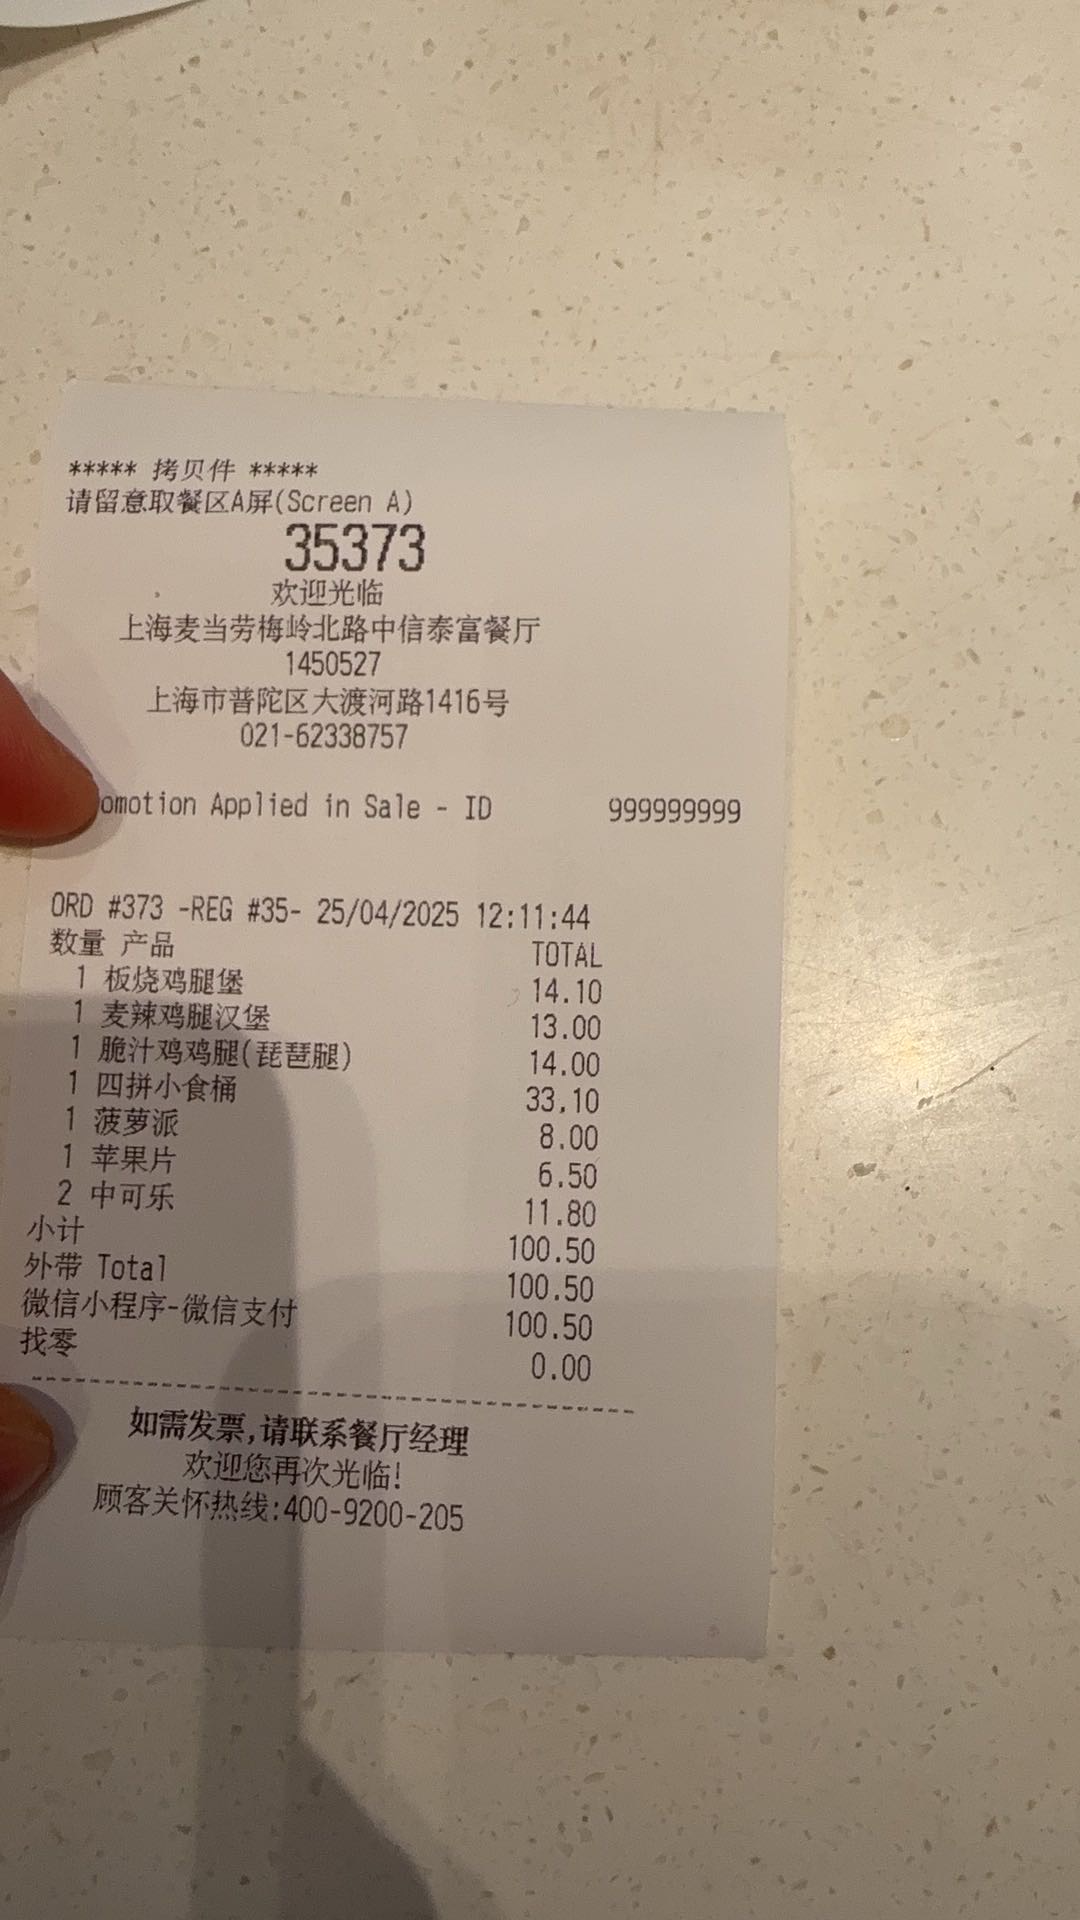 ***** 拷贝件 *****
请留意取餐区A屏(Screen A)
35373
欢迎光临
上海麦当劳梅岭北路中信泰富餐厅
1450527
上海市普陀区大渡河路1416号
021-62338757
omotion Applied in Sale - ID 999999999
ORD #373 -REG #35- 25/04/2025 12:11:44
数量 产品 TOTAL
1 板烧鸡腿堡 14.10
1 麦辣鸡腿汉堡 13.00
1 脆汁鸡鸡腿(琵琶腿) 14.00
1 四拼小食桶 33.10
1 菠萝派 8.00
1 苹果片 6.50
2 中可乐 11.80
小计 100.50
外带 Total 100.50
微信小程序-微信支付 100.50
找零 0.00
如需发票,请联系餐厅经理
欢迎您再次光临!
顾客关怀热线:400-9200-205